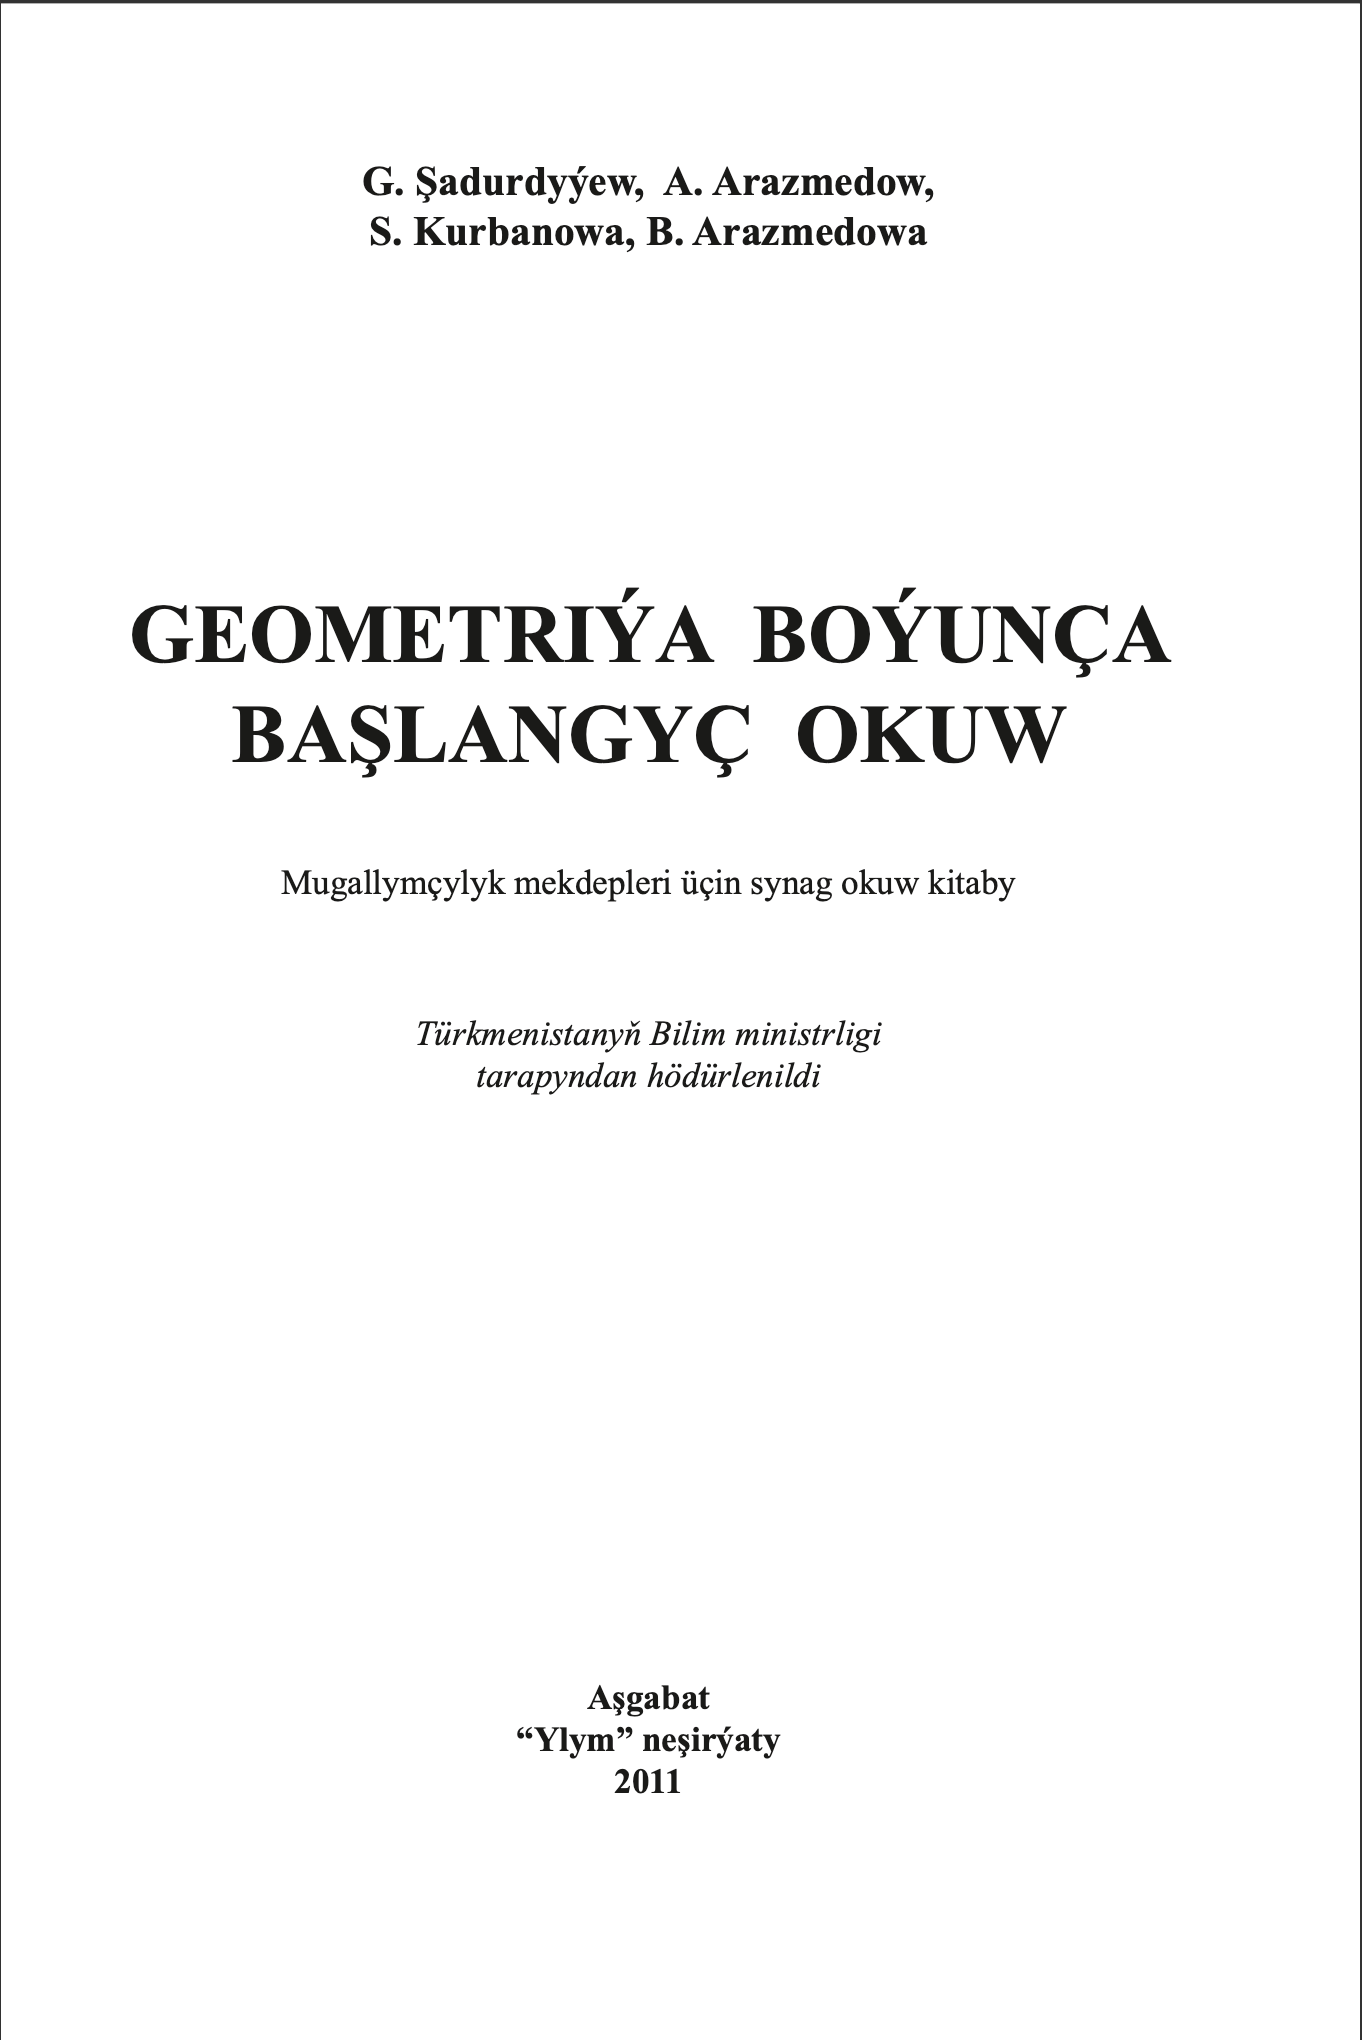 G. Şadurdyýew, A. Arazmedow,
S. Kurbanowa, B. Arazmedowa
GEOMETRIÝA BOÝUNÇA
BAŞLANGYÇ OKUW
Mugallymçylyk mekdepleri üçin synag okuw kitaby
Türkmenistanyň Bilim ministrligi
tarapyndan hödürlenildi
Aşgabat
“Ylym” neşirýaty
2011